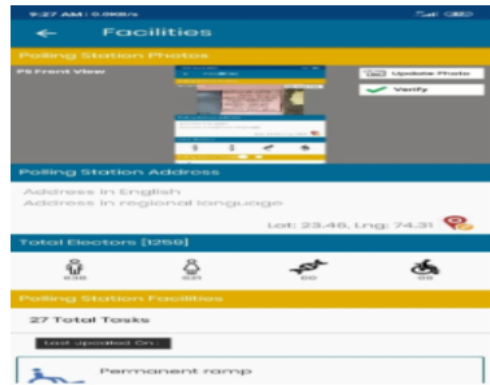 9:27 AM | 0.0KB/s
Facilities
Polling Station Photos
PS Front View
Update Photo
Verify
Polling Station Address
Address in English
Address in regional language
Lat: 23.46, Lng: 74.31
Total Electors [1259]
Polling Station Facilities
27 Total Tasks
Last updated On :
Permanent ramp